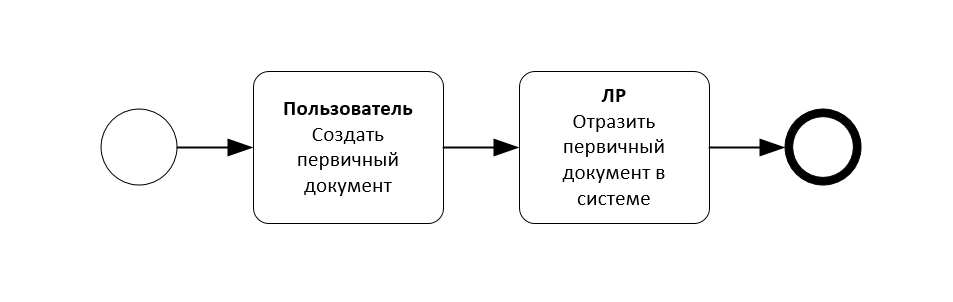 Пользователь
Создать
первичный
документ
ЛР
Отразить
первичный
документ в
системе